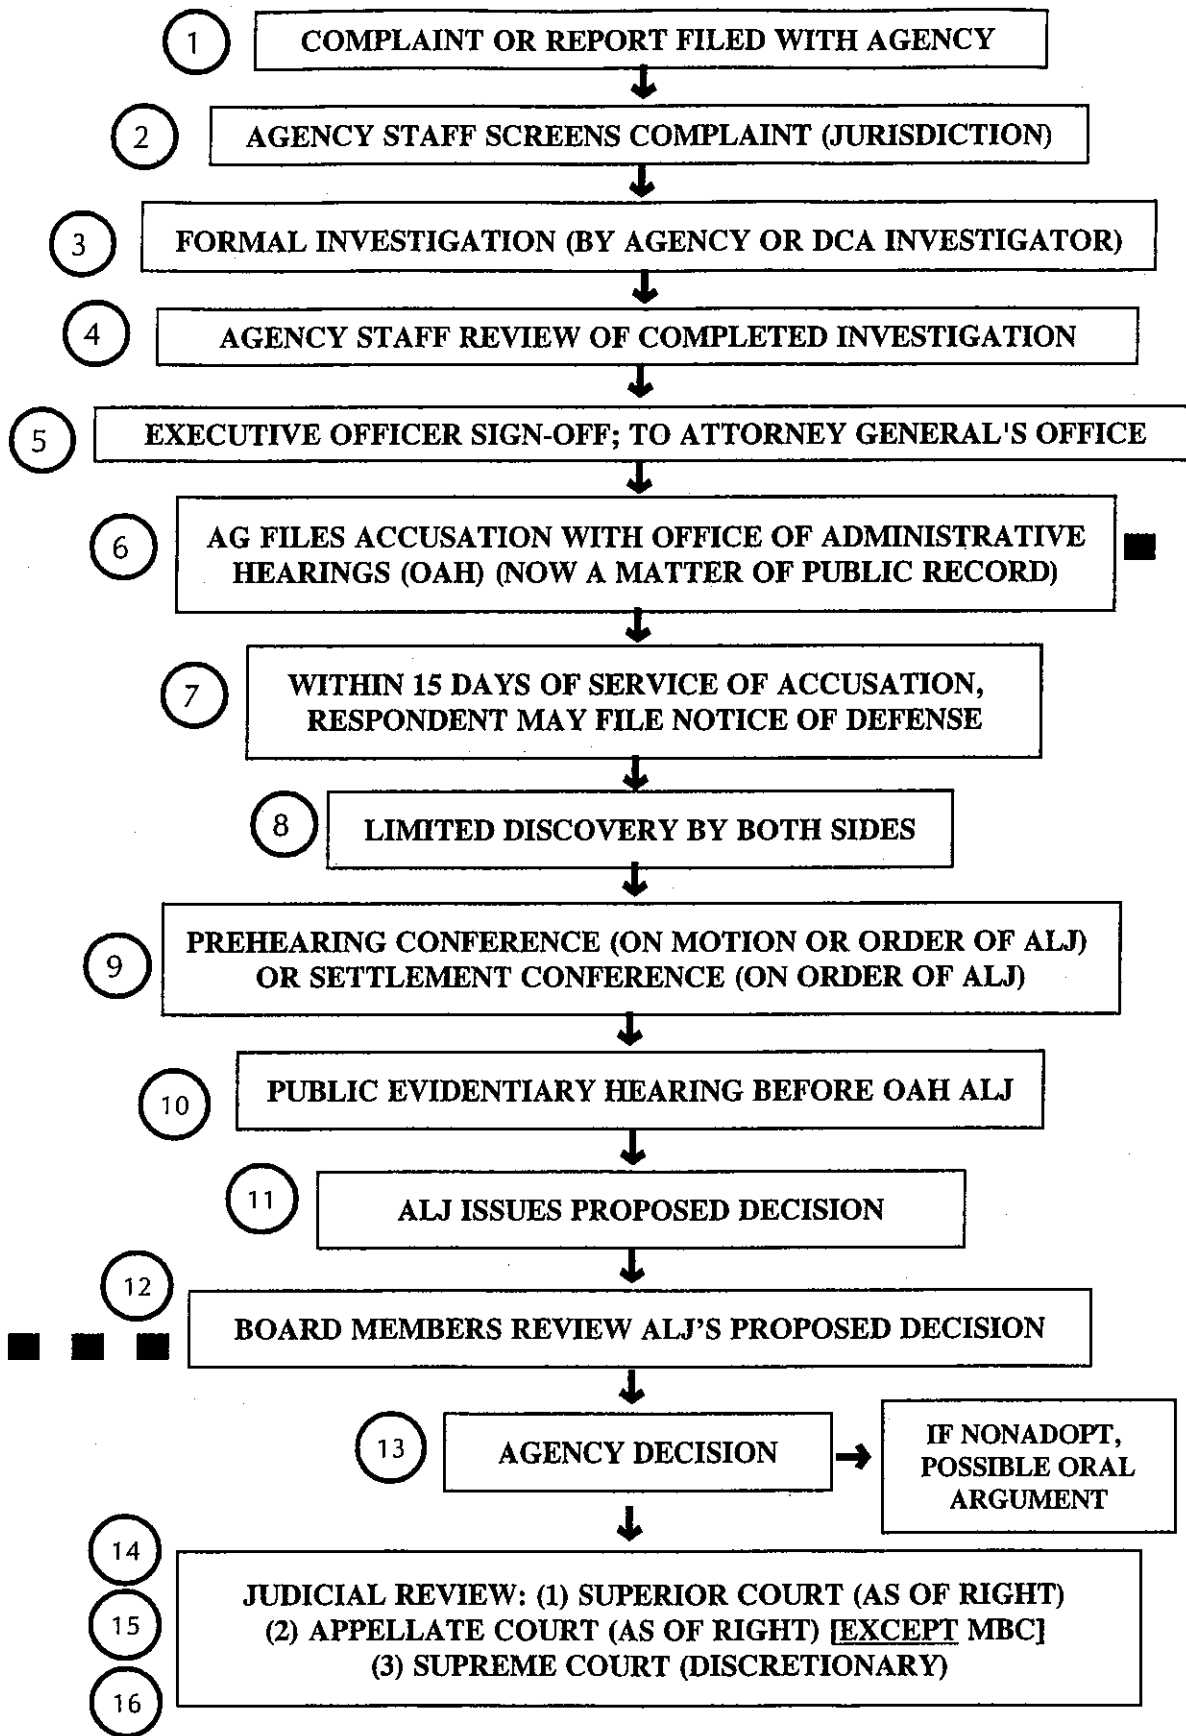 1
COMPLAINT OR REPORT FILED WITH AGENCY
2
AGENCY STAFF SCREENS COMPLAINT (JURISDICTION)
3
FORMAL INVESTIGATION (BY AGENCY OR DCA INVESTIGATOR)
4
AGENCY STAFF REVIEW OF COMPLETED INVESTIGATION
5
EXECUTIVE OFFICER SIGN-OFF; TO ATTORNEY GENERAL'S OFFICE
6
AG FILES ACCUSATION WITH OFFICE OF ADMINISTRATIVE
HEARINGS (OAH) (NOW A MATTER OF PUBLIC RECORD)
7
WITHIN 15 DAYS OF SERVICE OF ACCUSATION,
RESPONDENT MAY FILE NOTICE OF DEFENSE
8
LIMITED DISCOVERY BY BOTH SIDES
9
PREHEARING CONFERENCE (ON MOTION OR ORDER OF ALJ)
OR SETTLEMENT CONFERENCE (ON ORDER OF ALJ)
10
PUBLIC EVIDENTIARY HEARING BEFORE OAH ALJ
11
ALJ ISSUES PROPOSED DECISION
12
BOARD MEMBERS REVIEW ALJ'S PROPOSED DECISION
13
AGENCY DECISION
IF NONADOPT,
POSSIBLE ORAL
ARGUMENT
14
15
16
JUDICIAL REVIEW: (1) SUPERIOR COURT (AS OF RIGHT)
(2) APPELLATE COURT (AS OF RIGHT) [EXCEPT MBC]
(3) SUPREME COURT (DISCRETIONARY)